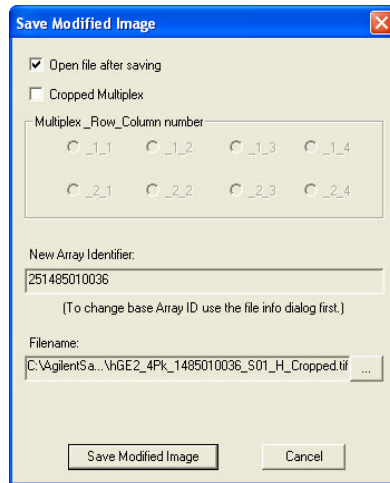 Save Modified Image
Open file after saving
Cropped Multiplex
Multiplex _Row_Column number
_1_1 _1_2 _1_3 _1_4
_2_1 _2_2 _2_3 _2_4
New Array Identifier:
251485010036
(To change base Array ID use the file info dialog first.)
Filename:
C:\AgilentSa...\hGE2_4Pk_1485010036_S01_H_Cropped.tif ...
Save Modified Image Cancel